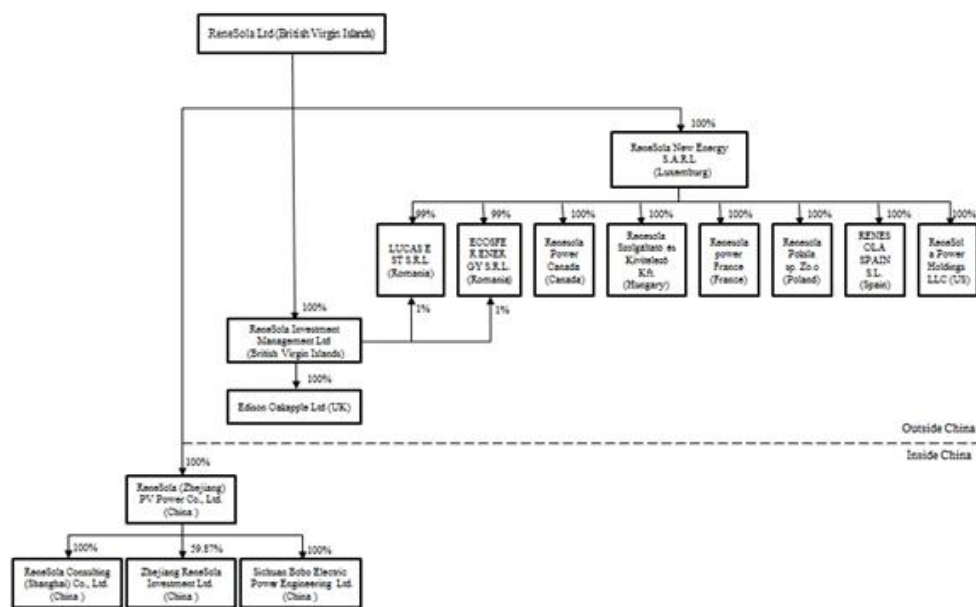 ReneSola Ltd (British Virgin Islands)
100%
ReneSola New Energy
S.A.R.L
(Luxemburg)
99%
99%
100%
100%
100%
100%
100%
100%
LUCAS E
ST S.R.L
(Romania)
ECOSFE
R ENER
GY S.R.L.
(Romania)
Renesola
Power
Canada
(Canada)
Renesola
Szolgáltató és
Kivitelező
Kft.
(Hungary)
Renesola
power
France
(France)
Renesola
Polska
sp. Zo.o
(Poland)
RENES
OLA
SPAIN
S.L.
(Spain)
ReneSol
a Power
Holdings
LLC (US)
100%
1%
1%
ReneSola Investment
Management Ltd
(British Virgin Islands)
100%
Edison Oakapple Ltd (UK)
Outside China
Inside China
100%
ReneSola (Zhejiang)
PV Power Co., Ltd.
(China )
100%
59.87%
100%
ReneSola Consulting
(Shanghai) Co., Ltd.
(China )
Zhejiang ReneSola
Investment Ltd.
(China )
Sichuan Bobo Electric
Power Engineering Ltd.
(China )